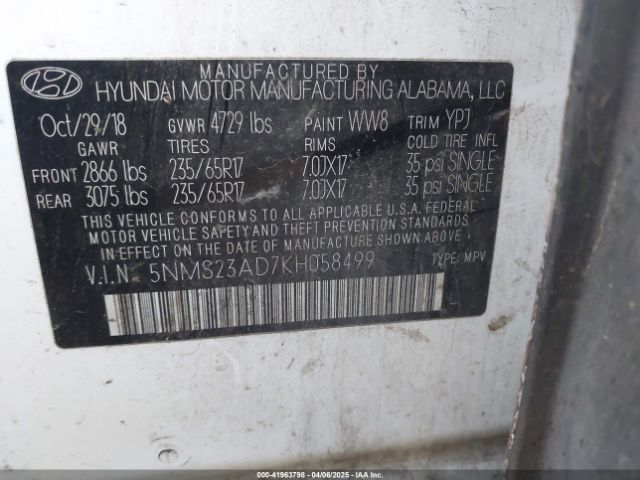 MANUFACTURED BY
HYUNDAI MOTOR MANUFACTURING ALABAMA, LLC
Oct/29/18 GVWR 4729 lbs PAINT WW8 TRIM YPJ
GAWR TIRES RIMS COLD TIRE INFL
FRONT 2866 lbs 235/65R17 7.0JX17 35 psi SINGLE
REAR 3075 lbs 235/65R17 7.0JX17 35 psi SINGLE
THIS VEHICLE CONFORMS TO ALL APPLICABLE U.S.A. FEDERAL
MOTOR VEHICLE SAFETY AND THEFT PREVENTION STANDARDS
IN EFFECT ON THE DATE OF MANUFACTURE SHOWN ABOVE.
V.I.N. 5NMS23AD7KH058499 TYPE: MPV
000-41963798 - 04/06/2025 - IAAI.COM